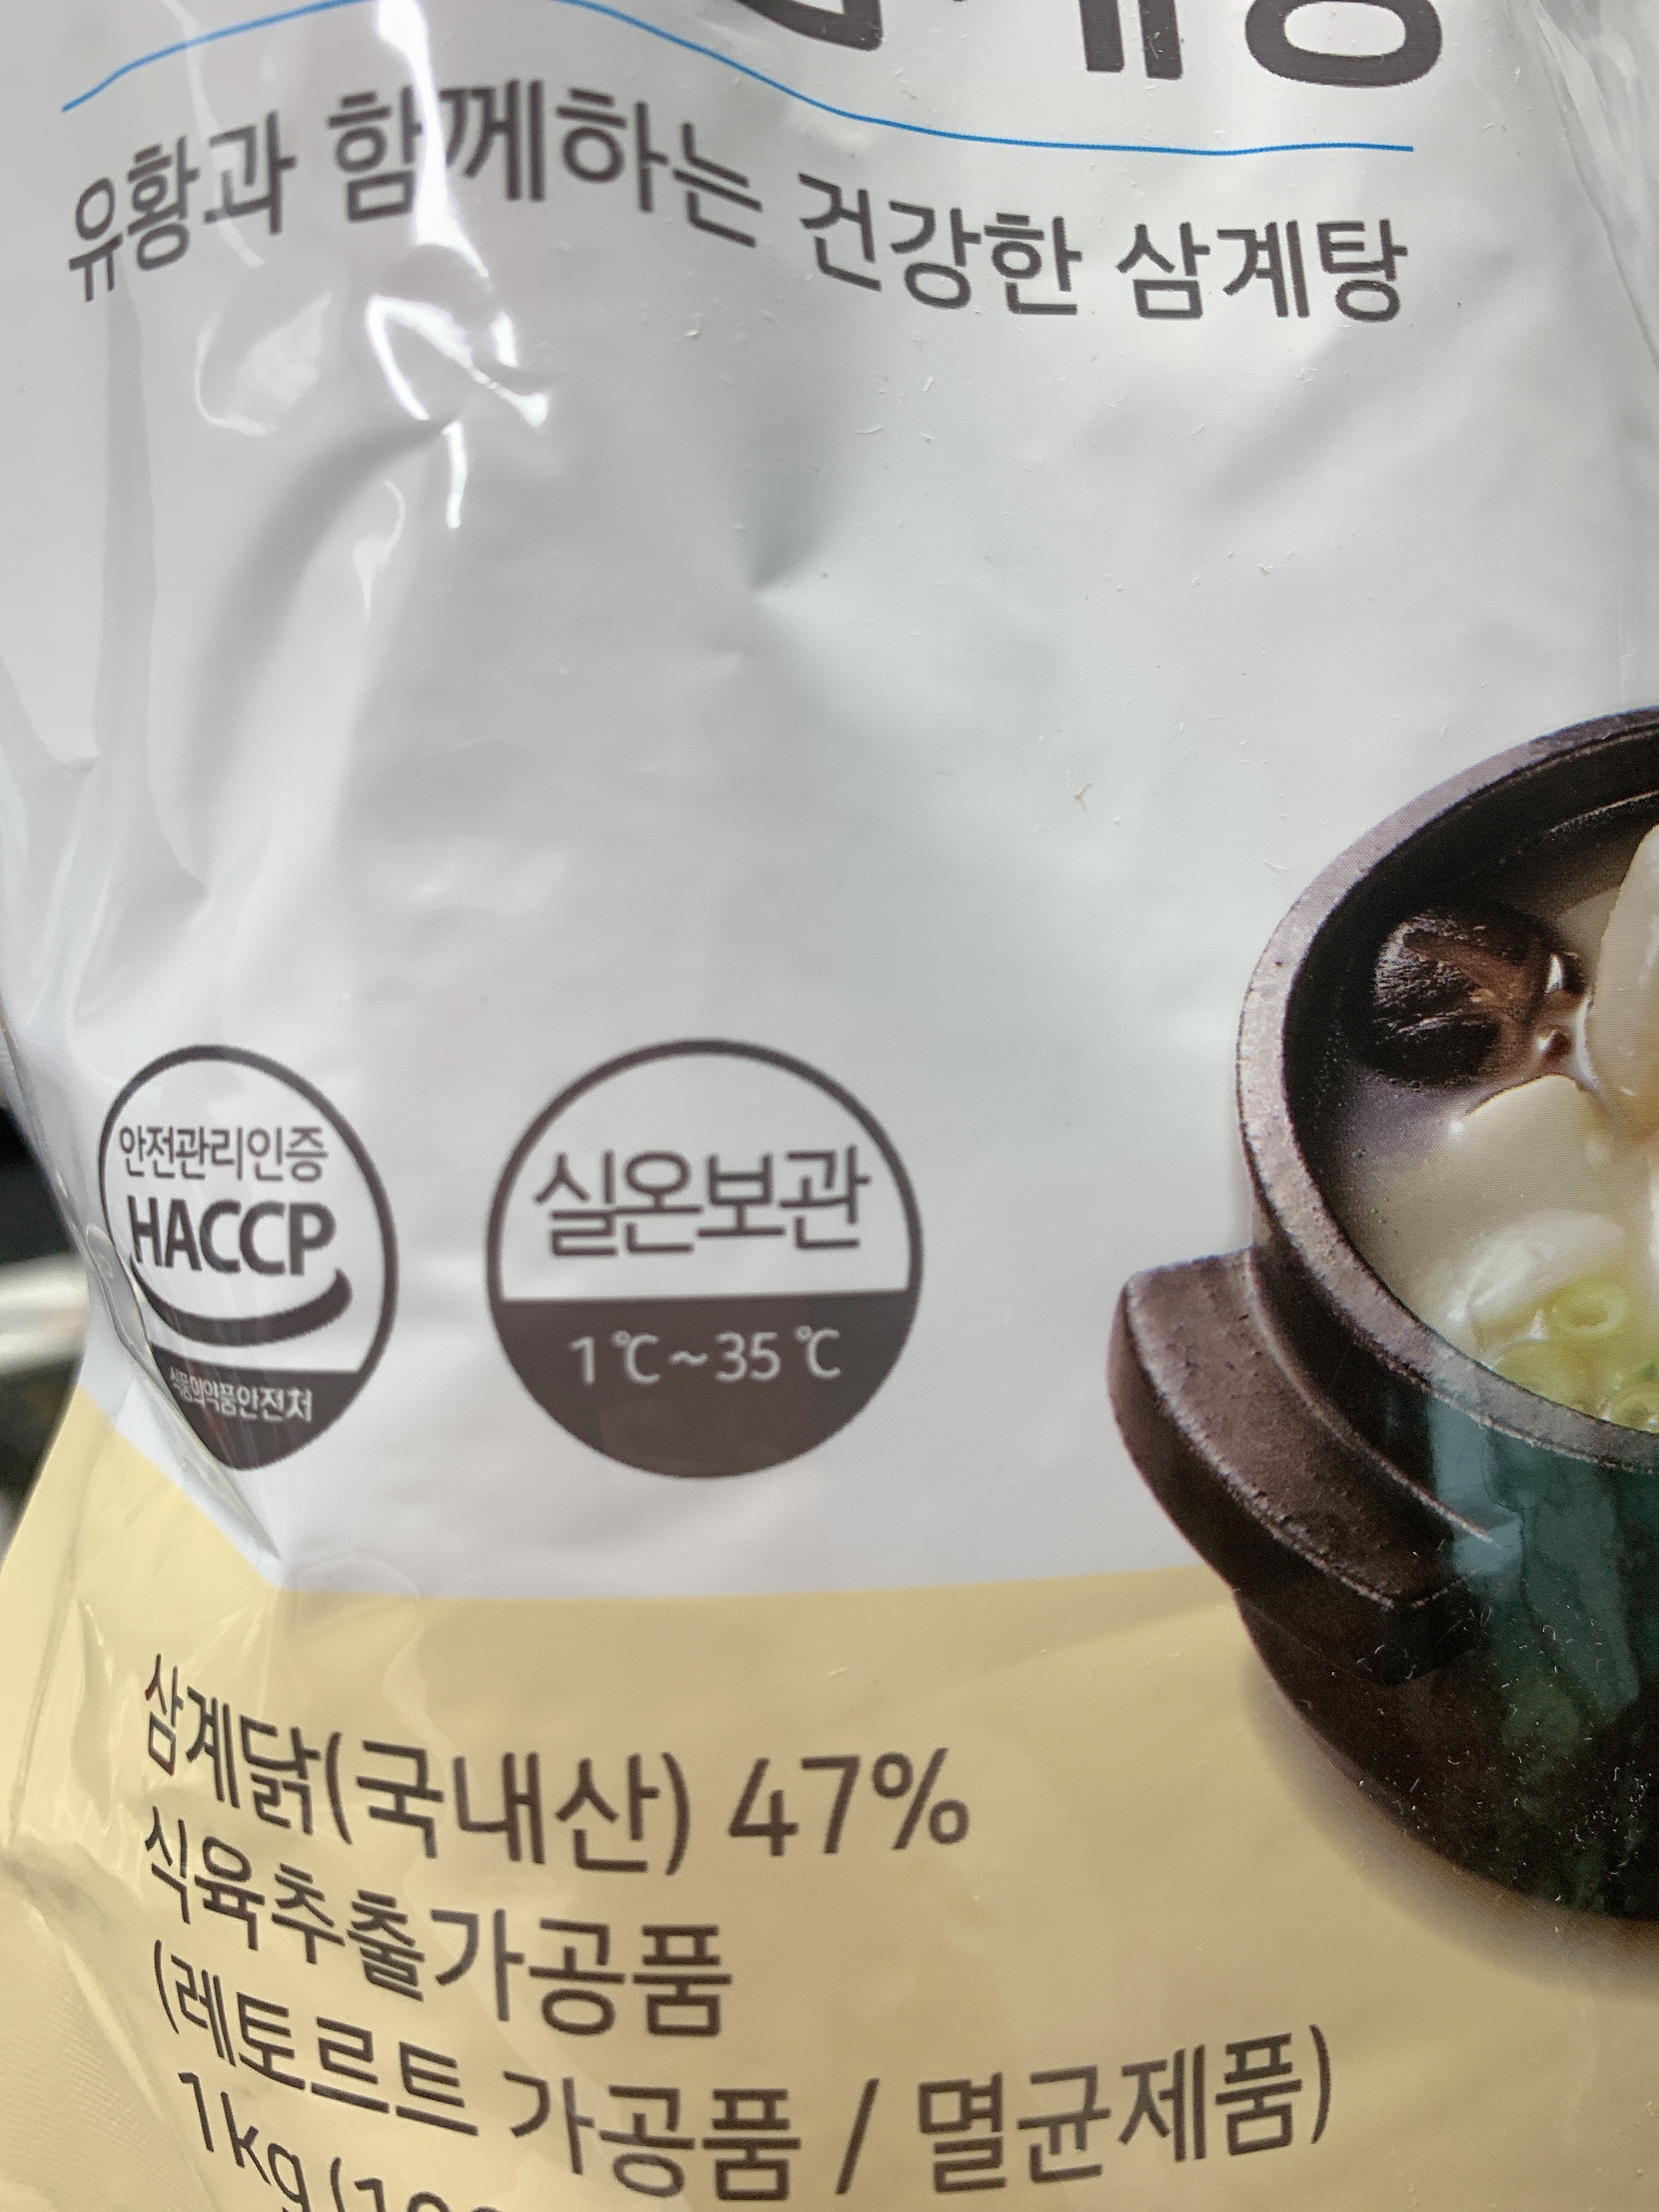 계탕
유황과 함께하는 건강한 삼계탕
안전관리인증
HACCP
식품의약품안전처
실온보관
1℃~35℃
삼계닭(국내산) 47%
식육추출가공품
(레토르트 가공품 / 멸균제품)
1kg